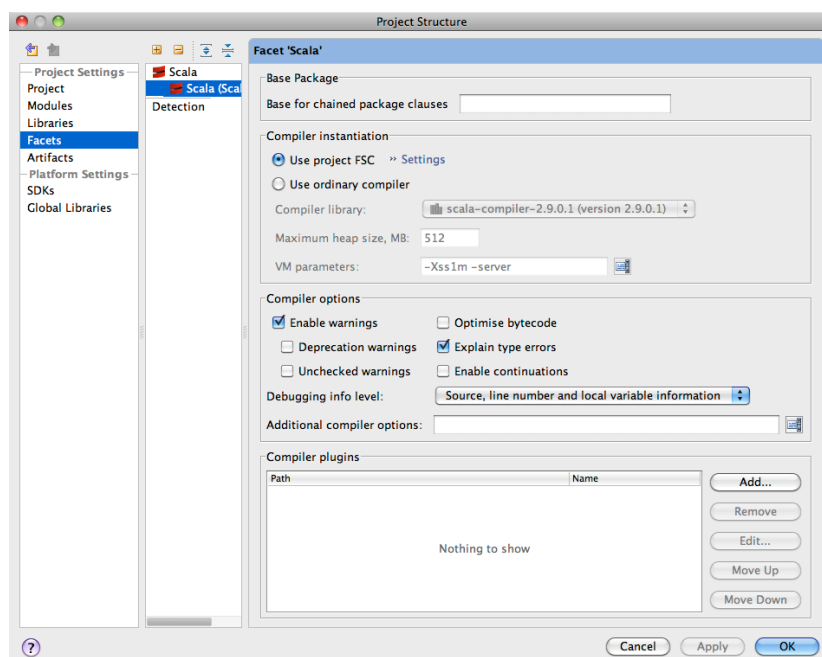 Project Structure
Project Settings
Project
Modules
Libraries
Facets
Artifacts
Platform Settings
SDKs
Global Libraries
Scala
Scala (Scal
Detection
Facet 'Scala'
Base Package
Base for chained package clauses
Compiler instantiation
Use project FSC » Settings
Use ordinary compiler
Compiler library: scala-compiler-2.9.0.1 (version 2.9.0.1)
Maximum heap size, MB: 512
VM parameters: -Xss1m -server
Compiler options
Enable warnings Optimise bytecode
Deprecation warnings Explain type errors
Unchecked warnings Enable continuations
Debugging info level: Source, line number and local variable information
Additional compiler options:
Compiler plugins
Path Name
Nothing to show
Add...
Remove
Edit...
Move Up
Move Down
? Cancel Apply OK